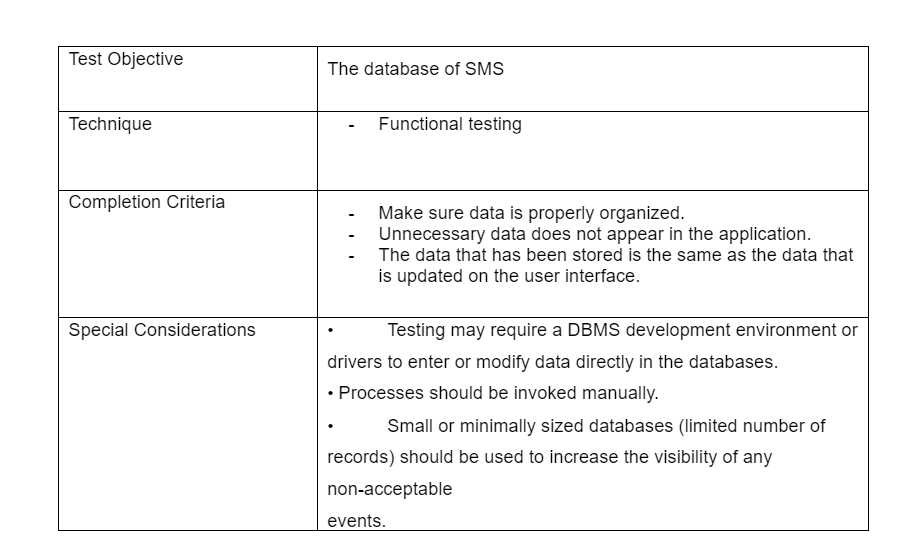 Test Objective
The database of SMS
Technique
- Functional testing
Completion Criteria
- Make sure data is properly organized.
- Unnecessary data does not appear in the application.
- The data that has been stored is the same as the data that
is updated on the user interface.
Special Considerations
• Testing may require a DBMS development environment or
drivers to enter or modify data directly in the databases.
• Processes should be invoked manually.
• Small or minimally sized databases (limited number of
records) should be used to increase the visibility of any
non-acceptable
events.